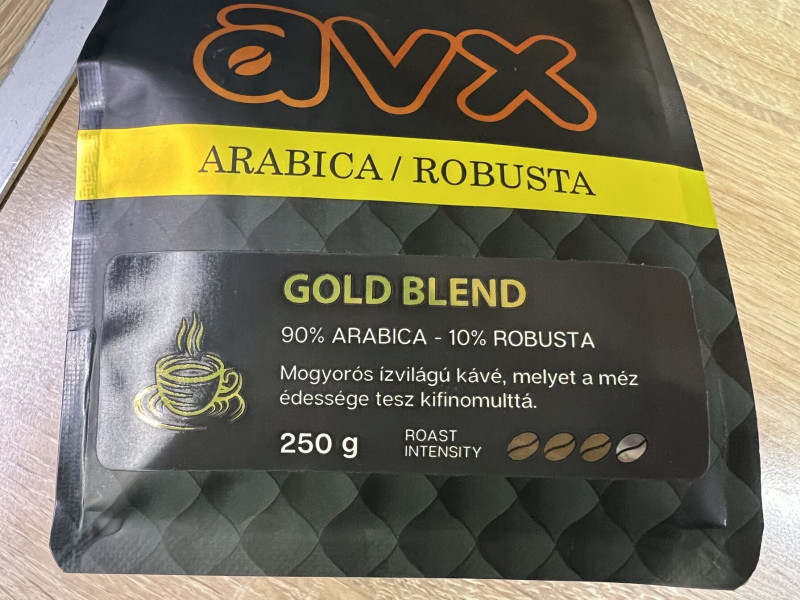 avx
ARABICA / ROBUSTA
GOLD BLEND
90% ARABICA - 10% ROBUSTA
Mogyorós ízvilágú kávé, melyet a méz
édessége tesz kifinomulttá.
250 g
ROAST
INTENSITY